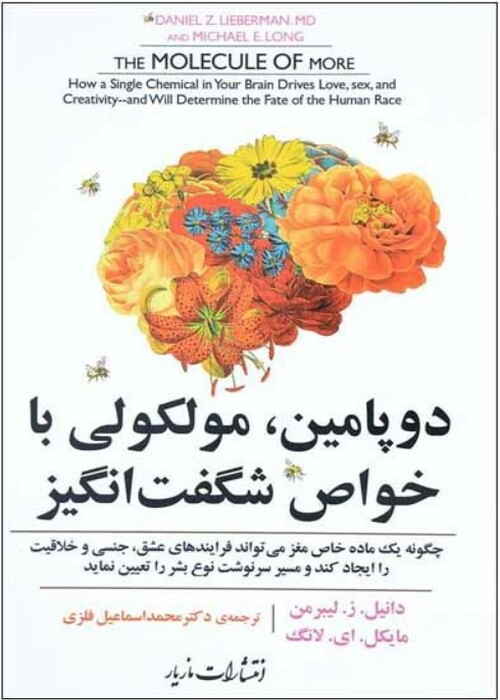 DANIEL Z. LIEBERMAN. MD
AND MICHAEL E. LONG
THE MOLECULE OF MORE
How a Single Chemical in Your Brain Drives Love, sex, and
Creativity--and Will Determine the Fate of the Human Race
دوپامین، مولکولی با
خواص شگفت‌انگیز
چگونه یک ماده خاص مغز می‌تواند فرایندهای عشق، جنسی و خلاقیت
را ایجاد کند و مسیر سرنوشت نوع بشر را تعیین نماید
دانیل. ز. لیبرمن
مایکل. ای. لانگ
ترجمه‌ی دکتر محمداسماعیل فلزی
انتشارات مازیار